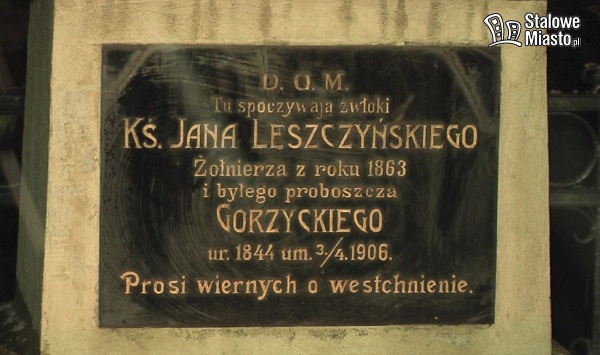 Stalowe
Miasto.pl
D. O. M.
Tu spoczywają zwłoki
KŚ. JANA LESZCZYŃSKIEGO
Żołnierza z roku 1863
i byłego proboszcza
GORZYCKIEGO
ur. 1844 um. 3/4.1906.
Prosi wiernych o westchnienie.